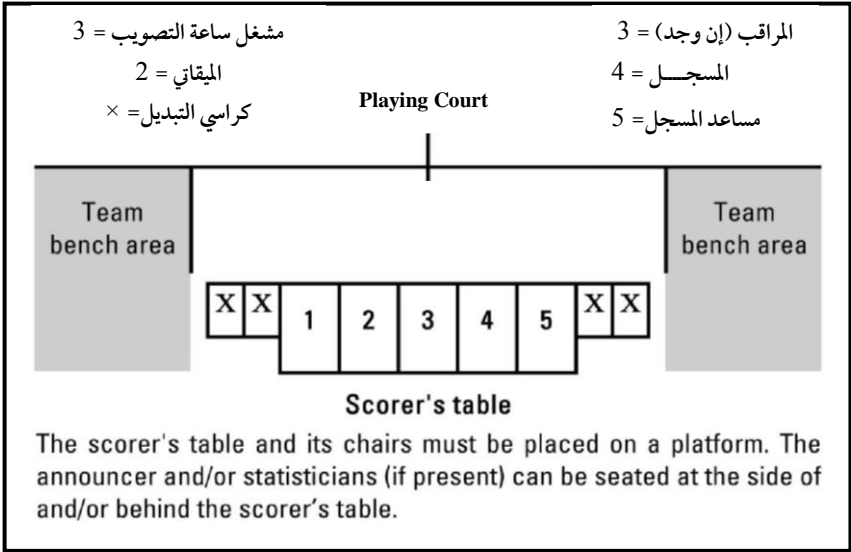 مشغل ساعة التصويب = 3
المراقب (إن وجد) = 3
الميقاتي = 2
المسجـــل = 4
كراسي التبديل= ×
مساعد المسجل= 5
Playing Court
Team
bench area
Team
bench area
X X 1 2 3 4 5 X X
Scorer's table
The scorer's table and its chairs must be placed on a platform. The
announcer and/or statisticians (if present) can be seated at the side of
and/or behind the scorer's table.